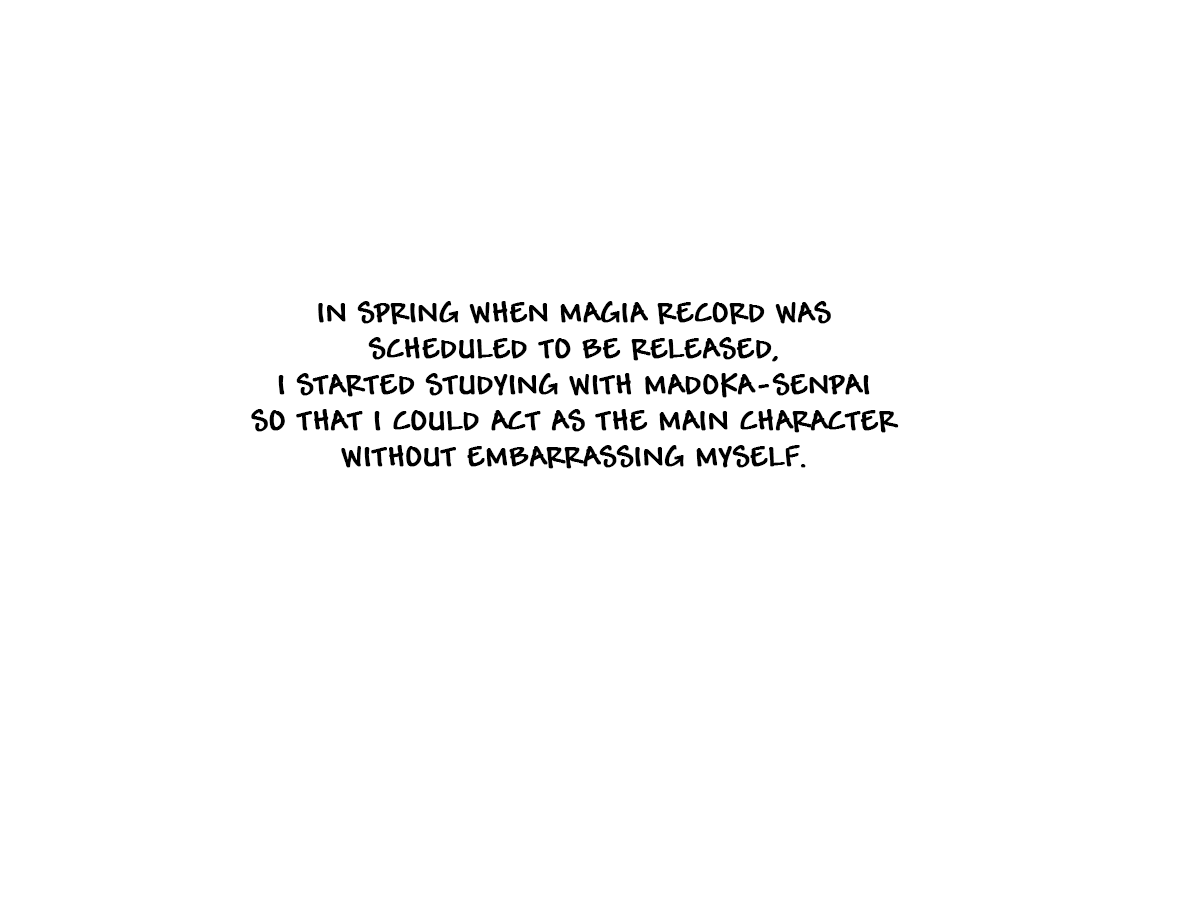 IN SPRING WHEN MAGIA RECORD WAS
SCHEDULED TO BE RELEASED,
I STARTED STUDYING WITH MADOKA-SENPAI
SO THAT I COULD ACT AS THE MAIN CHARACTER
WITHOUT EMBARRASSING MYSELF.